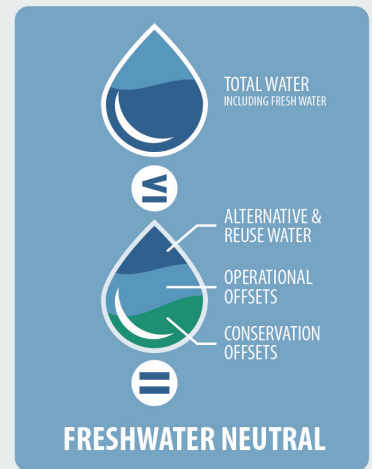 TOTAL WATER
INCLUDING FRESH WATER
≤
ALTERNATIVE &
REUSE WATER
OPERATIONAL
OFFSETS
CONSERVATION
OFFSETS
=
FRESHWATER NEUTRAL